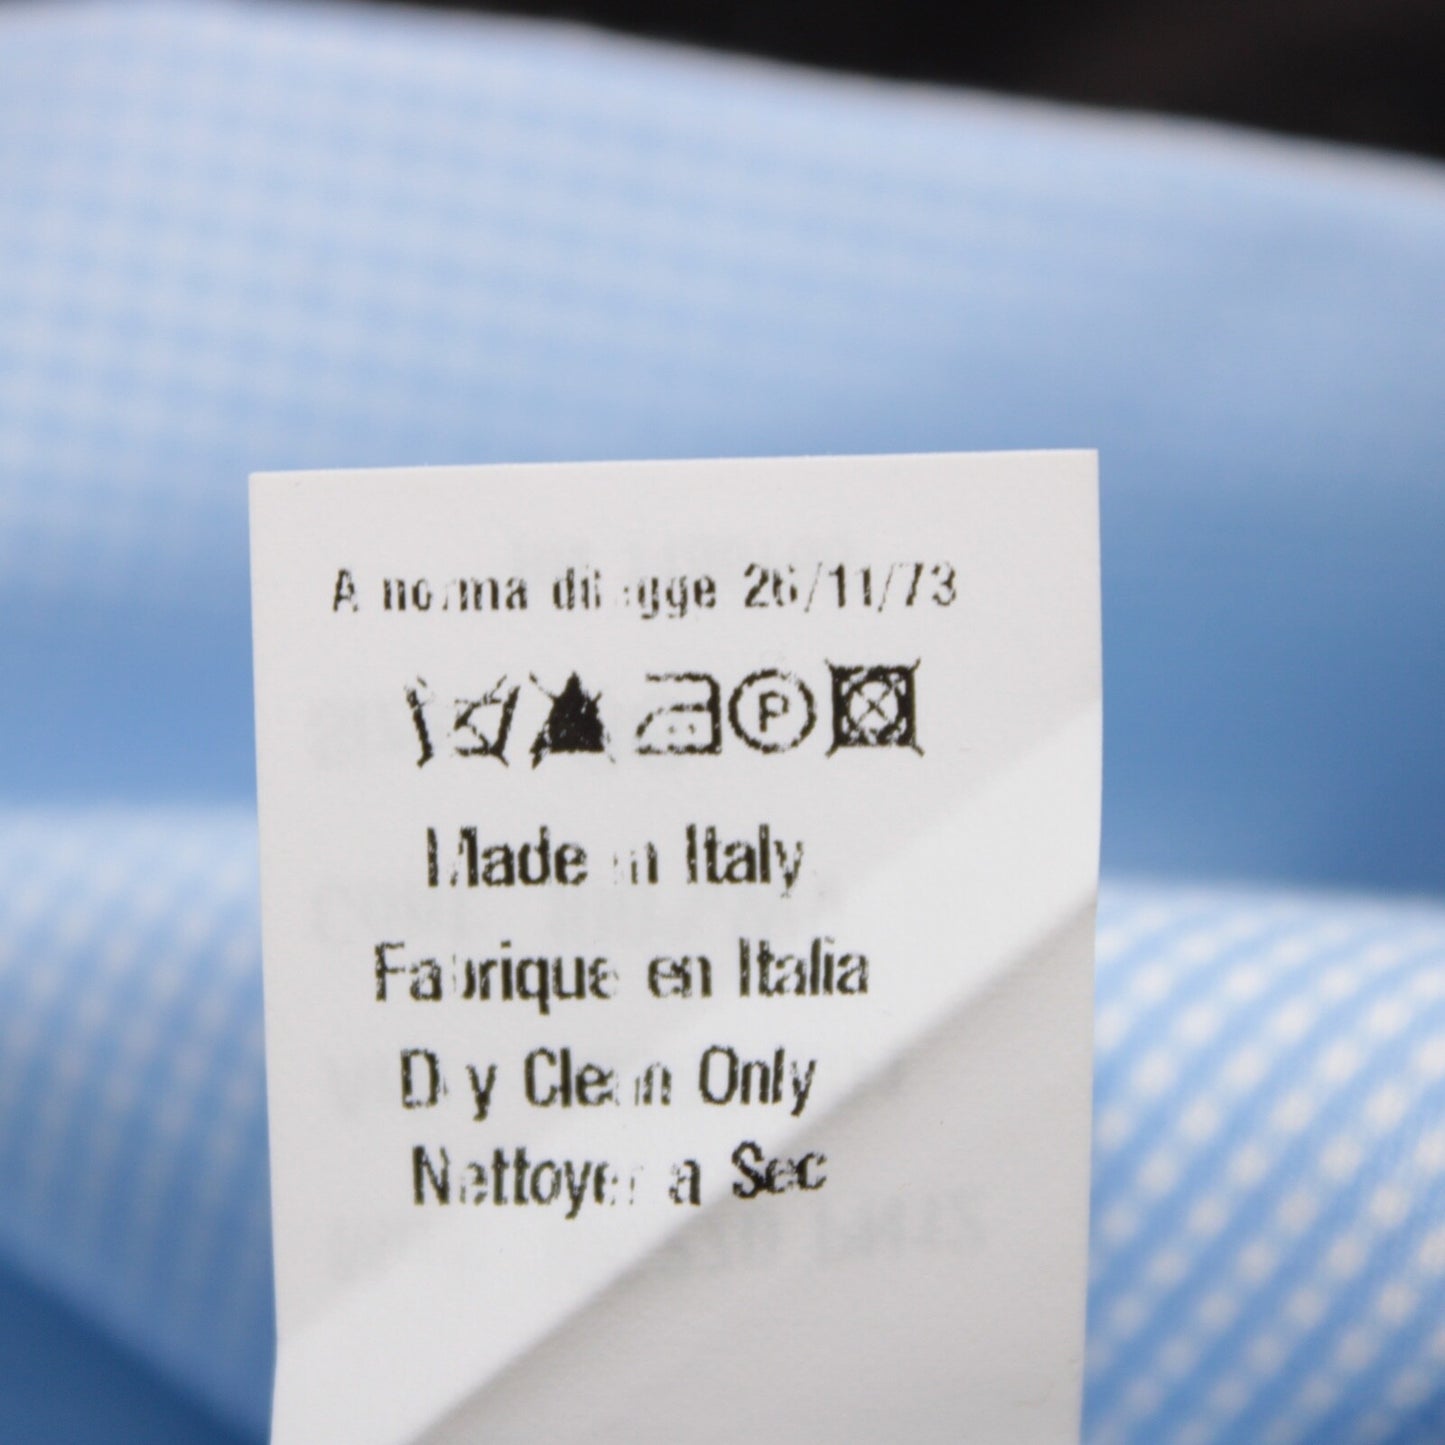 A norma di legge 26/11/73
P
Made in Italy
Fabrique en Italia
Dry Clean Only
Nettoyer a Sec